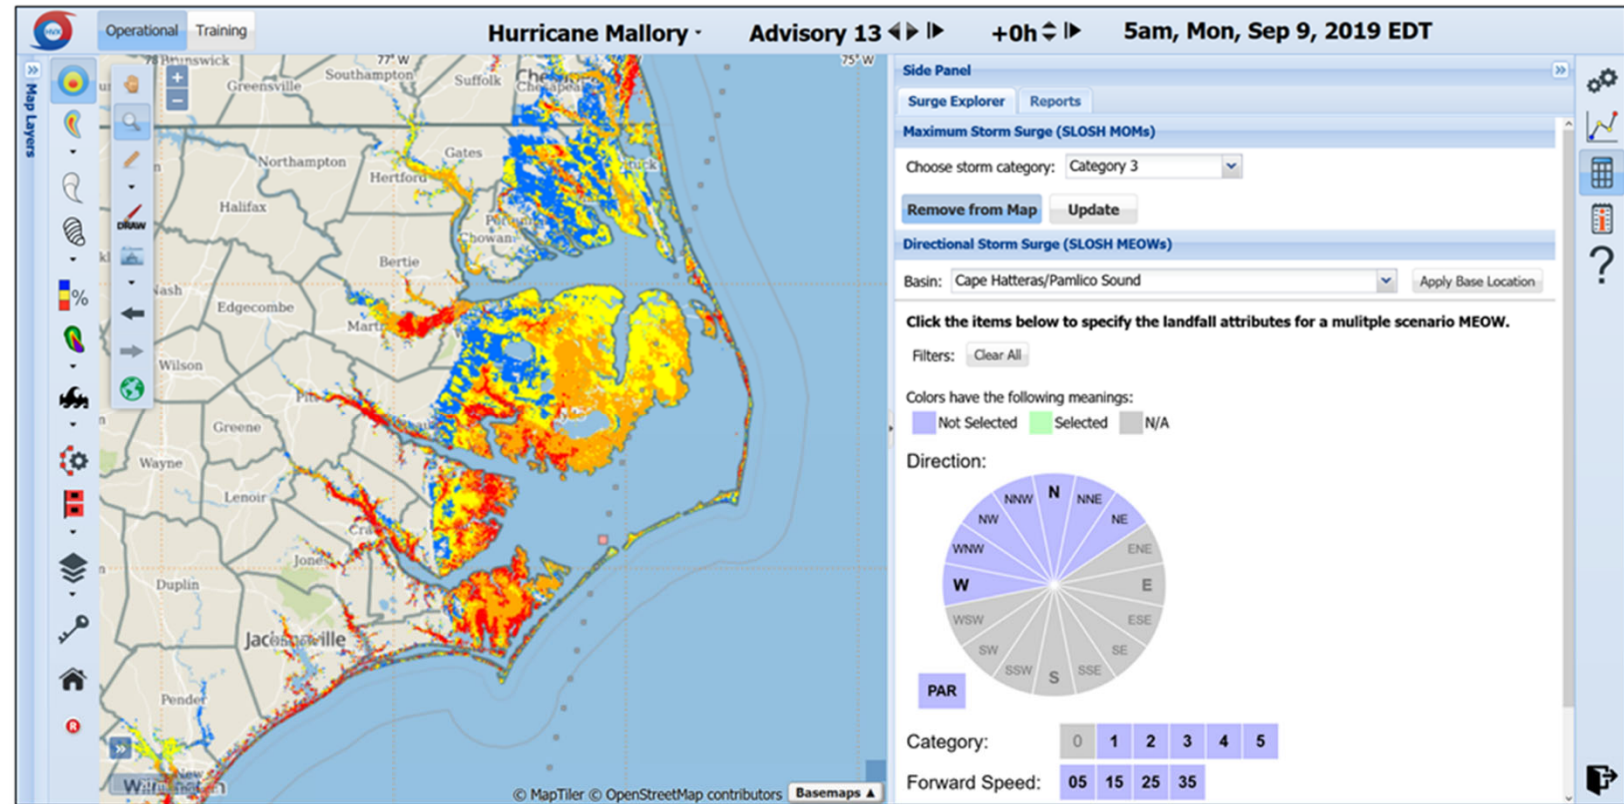 Operational Training Hurricane Mallory Advisory 13 +0h 5am, Mon, Sep 9, 2019 EDT
Map Layers
77° W
75° W
Southampton
Suffolk
Greensville
Gates
Northampton
Hertford
Halifax
Chowan
Bertie
Nash
Edgecombe
Wilson
Greene
Wayne
Lenoir
Jones
Duplin
Jacksonville
Pender
DRAW
%
R
© MapTiler © OpenStreetMap contributors Basemaps ▲
Side Panel
Surge Explorer Reports
Maximum Storm Surge (SLOSH MOMs)
Choose storm category: Category 3
Remove from Map Update
Directional Storm Surge (SLOSH MEOWs)
Basin: Cape Hatteras/Pamlico Sound Apply Base Location
Click the items below to specify the landfall attributes for a mulitple scenario MEOW.
Filters: Clear All
Colors have the following meanings:
Not Selected Selected N/A
Direction:
N
NNW NNE
NW NE
WNW ENE
W E
WSW ESE
SW SE
SSW SSE
S
PAR
Category: 0 1 2 3 4 5
Forward Speed: 05 15 25 35